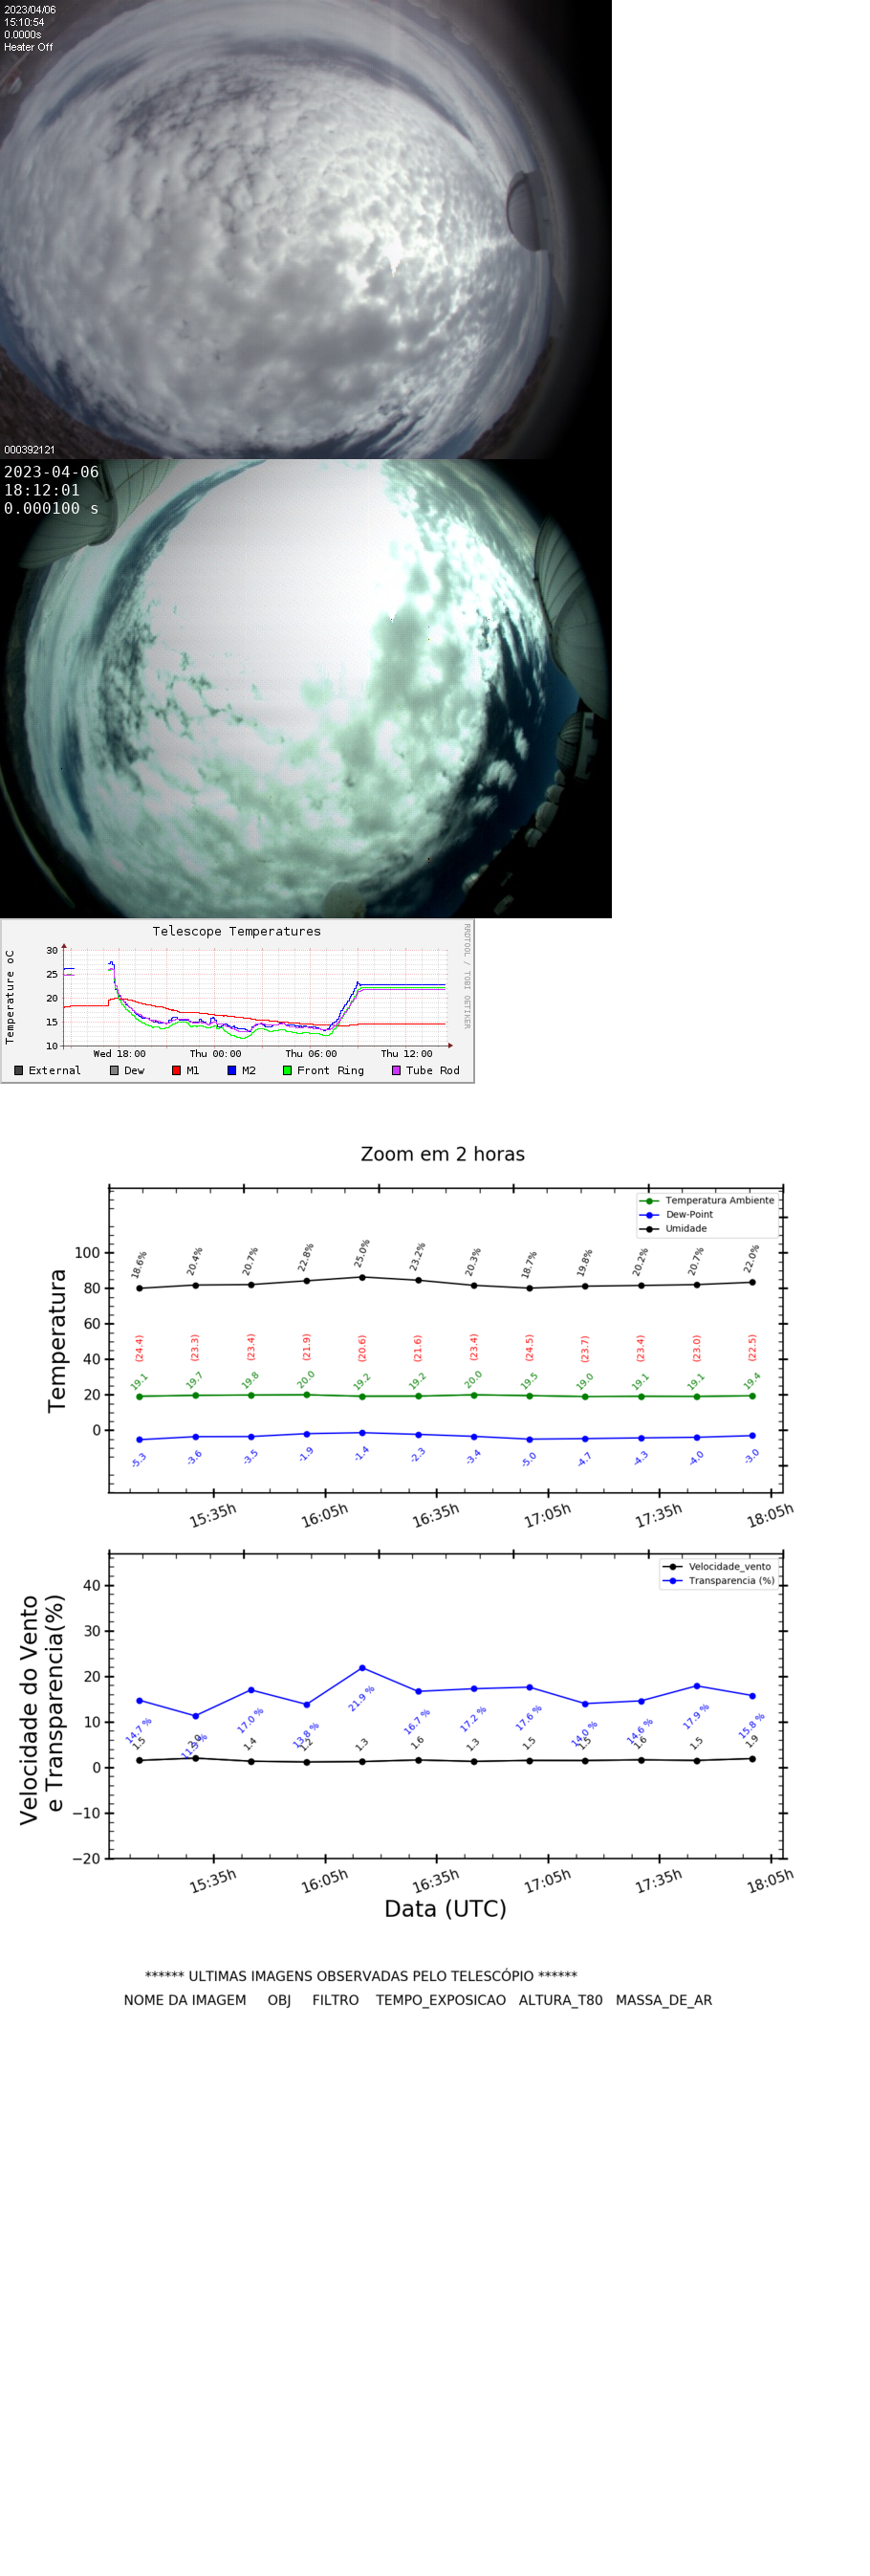 2023/04/06
15:10:54
0.0000s
Heater Off
000392121
2023-04-06
18:12:01
0.000100 s
Telescope Temperatures
RRDTOOL / TOBI OETIKER
Temperature oC
30
25
20
15
10
Wed 18:00 Thu 00:00 Thu 06:00 Thu 12:00
External Dew M1 M2 Front Ring Tube Rod
Zoom em 2 horas
Temperatura Ambiente
Dew-Point
Umidade
Temperatura
100
80
60
40
20
0
18.6% 20.4% 20.7% 22.8% 25.0% 23.2% 20.3% 18.7% 19.8% 20.2% 20.7% 22.0%
(24.4) (23.3) (23.4) (21.9) (20.6) (21.6) (23.4) (24.5) (23.7) (23.4) (23.0) (22.5)
19.1 19.7 19.8 20.0 19.2 19.2 20.0 19.5 19.0 19.1 19.1 19.4
-5.3 -3.6 -3.5 -1.9 -1.4 -2.3 -3.4 -5.0 -4.7 -4.3 -4.0 -3.0
15:35h 16:05h 16:35h 17:05h 17:35h 18:05h
Velocidade_vento
Transparencia (%)
Velocidade do Vento
e Transparencia(%)
40
30
20
10
0
−10
−20
14.7 % 17.0 % 13.8 % 21.9 % 16.7 % 17.2 % 17.6 % 14.0 % 14.6 % 17.9 % 15.8 %
1.5 2.0 1.4 1.2 1.3 1.6 1.3 1.5 1.5 1.6 1.5 1.9
15:35h 16:05h 16:35h 17:05h 17:35h 18:05h
Data (UTC)
****** ULTIMAS IMAGENS OBSERVADAS PELO TELESCÓPIO ******
NOME DA IMAGEM OBJ FILTRO TEMPO_EXPOSICAO ALTURA_T80 MASSA_DE_AR